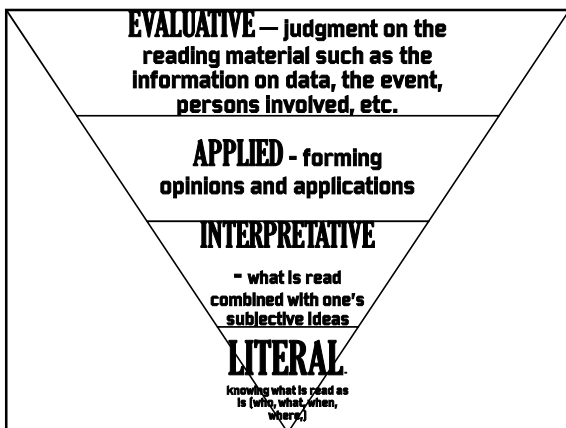 EVALUATIVE — judgment on the
reading material such as the
information on data, the event,
persons involved, etc.
APPLIED - forming
opinions and applications
INTERPRETATIVE
- what is read
combined with one's
subjective ideas
LITERAL-
knowing what is read as
is (who, what, when,
where,)